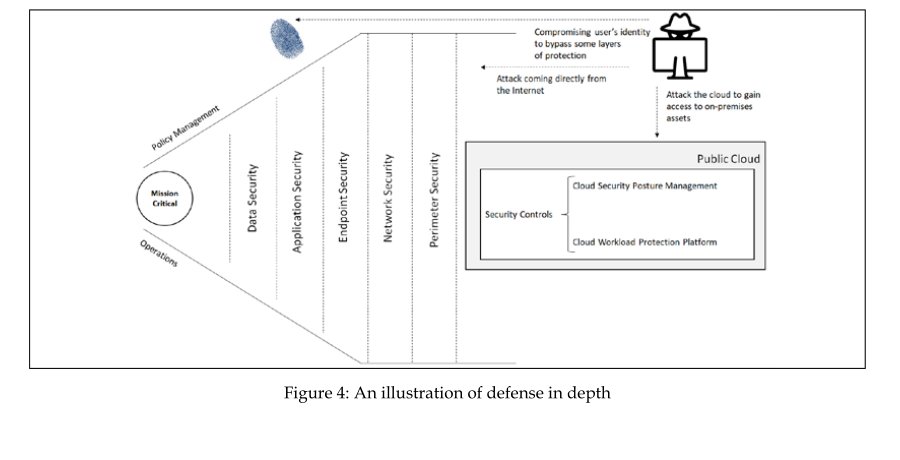 Compromising user's identity
to bypass some layers
of protection
Attack coming directly from
the Internet
Attack the cloud to gain
access to on-premises
assets
Policy Management
Mission
Critical
Operations
Data Security
Application Security
Endpoint Security
Network Security
Perimeter Security
Public Cloud
Security Controls
Cloud Security Posture Management
Cloud Workload Protection Platform
Figure 4: An illustration of defense in depth